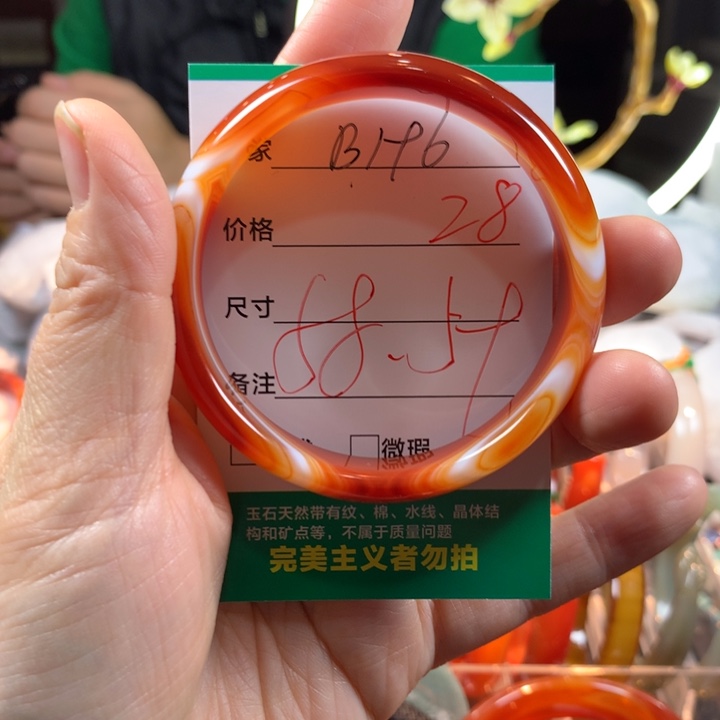 家 B146
价格 28
尺寸 58.59
备注
微瑕
玉石天然带有纹、棉、水线、晶体结
构和矿点等，不属于质量问题
完美主义者勿拍